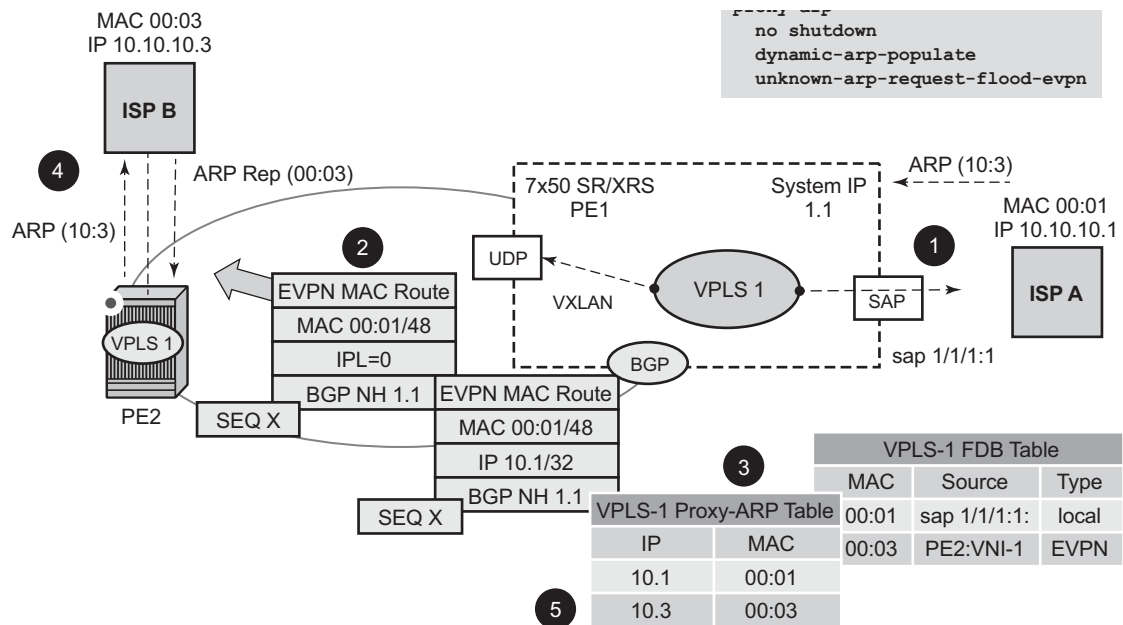 MAC 00:03
IP 10.10.10.3
ISP B
proxy-arp
no shutdown
dynamic-arp-populate
unknown-arp-request-flood-evpn
4
ARP Rep (00:03)
ARP (10:3)
7x50 SR/XRS
PE1
System IP
1.1
ARP (10:3)
MAC 00:01
IP 10.10.10.1
1
ISP A
2
UDP
VXLAN
VPLS 1
SAP
sap 1/1/1:1
BGP
VPLS 1
PE2
EVPN MAC Route
MAC 00:01/48
IPL=0
BGP NH 1.1
SEQ X
EVPN MAC Route
MAC 00:01/48
IP 10.1/32
BGP NH 1.1
SEQ X
3
VPLS-1 FDB Table
MAC Source Type
00:01 sap 1/1/1:1: local
00:03 PE2:VNI-1 EVPN
VPLS-1 Proxy-ARP Table
IP MAC
10.1 00:01
10.3 00:03
5